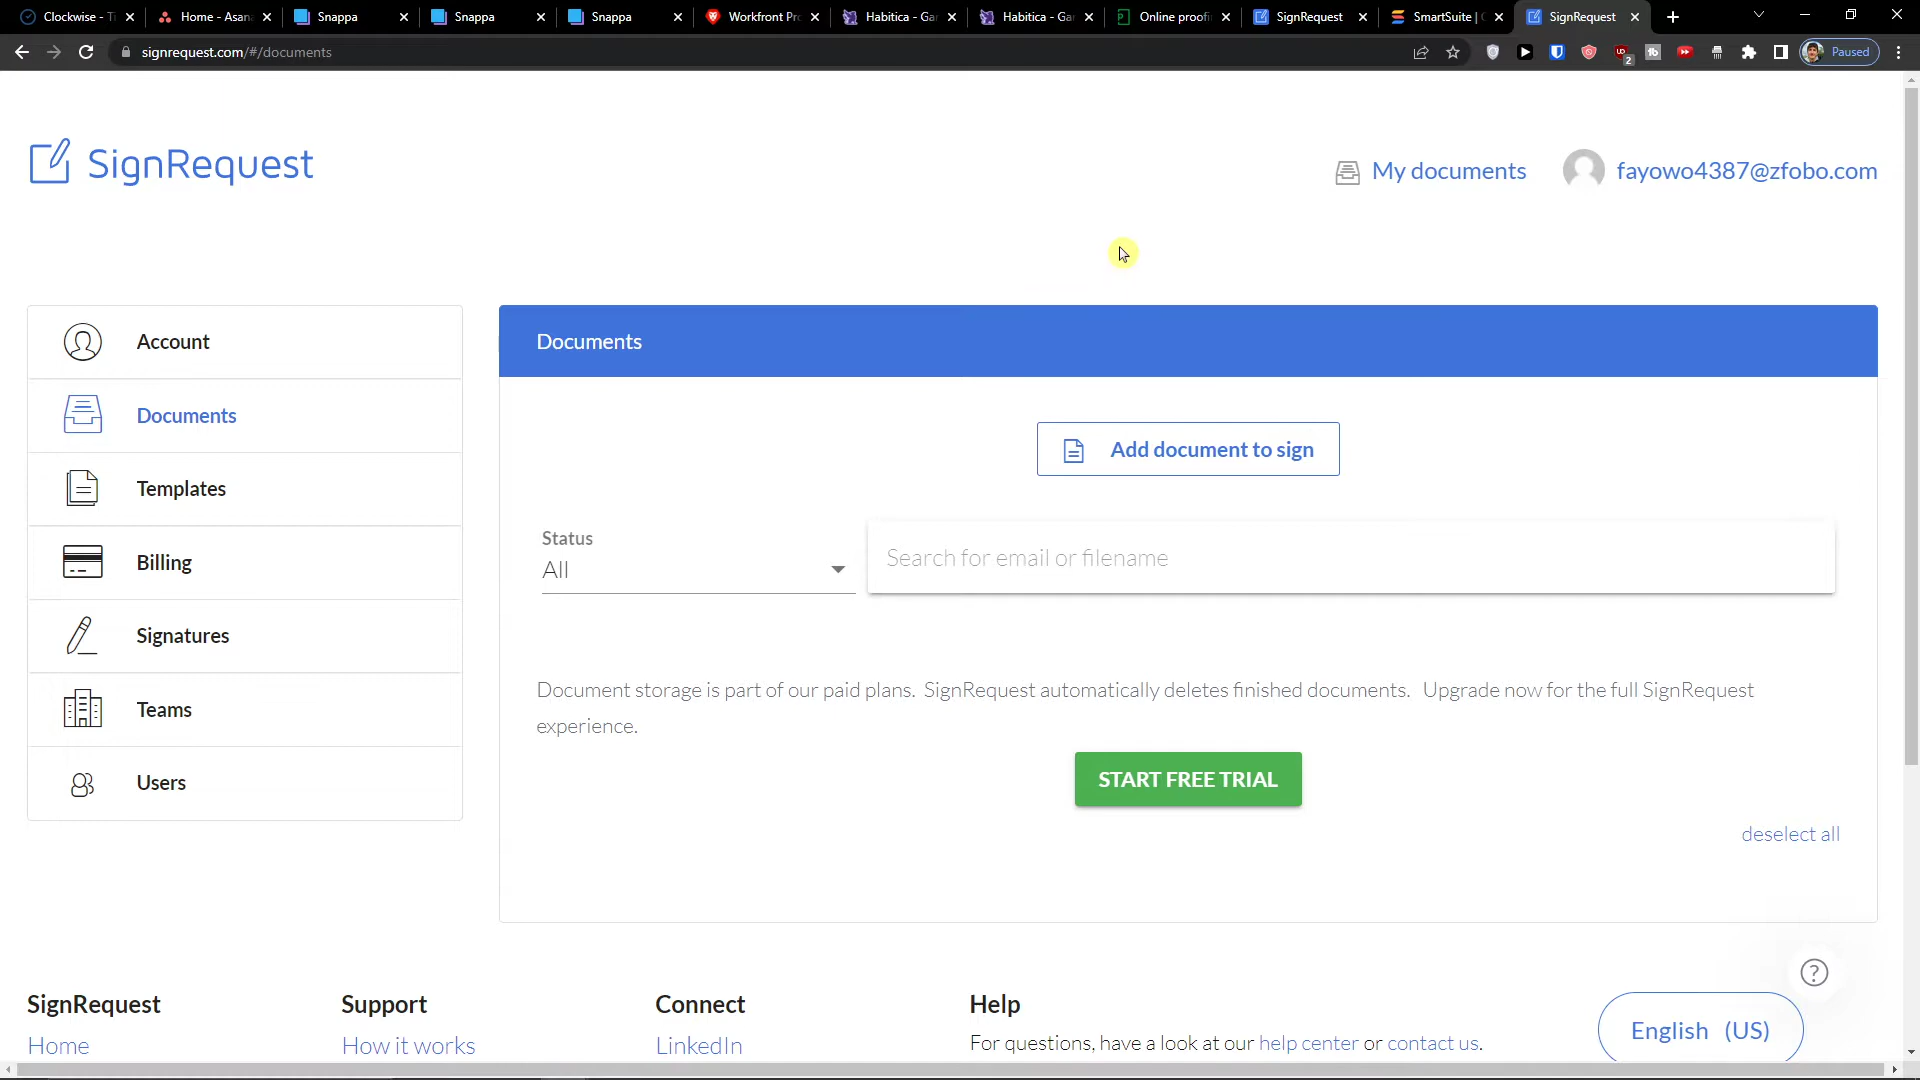 Clockwise - Ti
Home - Asana
Snappa
Snappa
Snappa
Workfront Pr
Habitica - Ga
Habitica - Ga
Online proofi
SignRequest
SmartSuite |
SignRequest
signrequest.com/#/documents
2
Paused
SignRequest
My documents
fayowo4387@zfobo.com
Account
Documents
Templates
Billing
Signatures
Teams
Users
Documents
Add document to sign
Status
All
Search for email or filename
Document storage is part of our paid plans. SignRequest automatically deletes finished documents. Upgrade now for the full SignRequest
experience.
START FREE TRIAL
deselect all
SignRequest
Home
Support
How it works
Connect
LinkedIn
Help
For questions, have a look at our help center or contact us.
English (US)